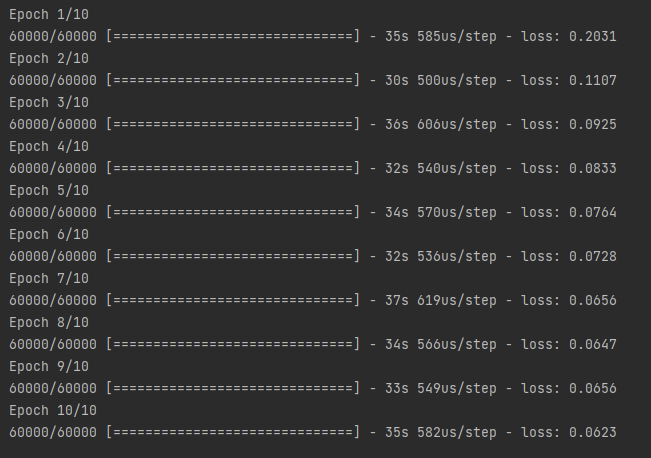 Epoch 1/10
60000/60000 [==============================] - 35s 585us/step - loss: 0.2031
Epoch 2/10
60000/60000 [==============================] - 30s 500us/step - loss: 0.1107
Epoch 3/10
60000/60000 [==============================] - 36s 606us/step - loss: 0.0925
Epoch 4/10
60000/60000 [==============================] - 32s 540us/step - loss: 0.0833
Epoch 5/10
60000/60000 [==============================] - 34s 570us/step - loss: 0.0764
Epoch 6/10
60000/60000 [==============================] - 32s 536us/step - loss: 0.0728
Epoch 7/10
60000/60000 [==============================] - 37s 619us/step - loss: 0.0656
Epoch 8/10
60000/60000 [==============================] - 34s 566us/step - loss: 0.0647
Epoch 9/10
60000/60000 [==============================] - 33s 549us/step - loss: 0.0656
Epoch 10/10
60000/60000 [==============================] - 35s 582us/step - loss: 0.0623